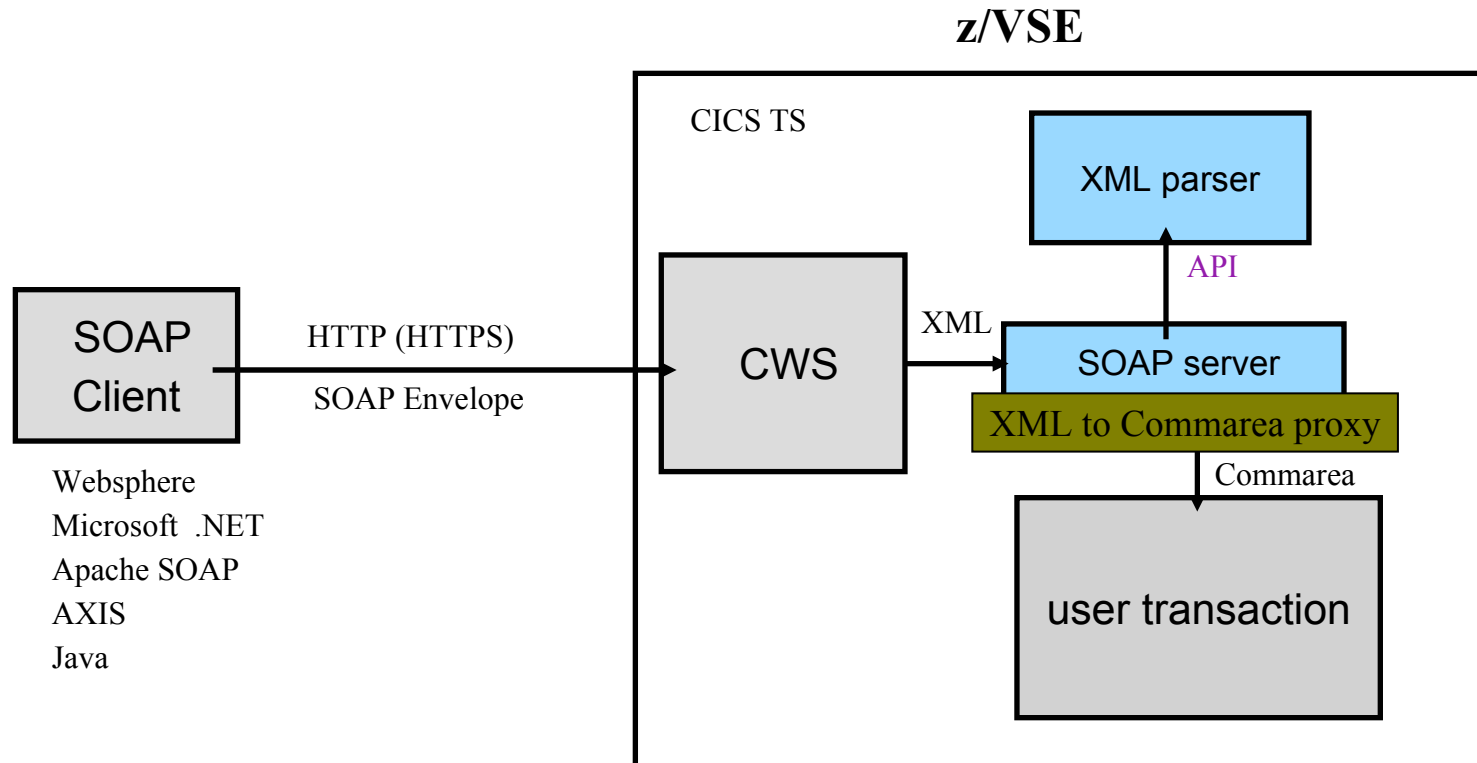 z/VSE
CICS TS
XML parser
API
SOAP
Client
HTTP (HTTPS)
SOAP Envelope
CWS
XML
SOAP server
XML to Commarea proxy
Commarea
user transaction
Websphere
Microsoft .NET
Apache SOAP
AXIS
Java